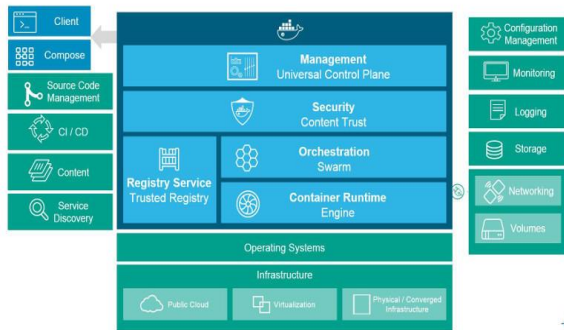 Client
Compose
Source Code
Management
CI / CD
Content
Service
Discovery
Management
Universal Control Plane
Security
Content Trust
Registry Service
Trusted Registry
Orchestration
Swarm
Container Runtime
Engine
Operating Systems
Infrastructure
Public Cloud
Virtualization
Physical / Converged
Infrastructure
Configuration
Management
Monitoring
Logging
Storage
Networking
Volumes